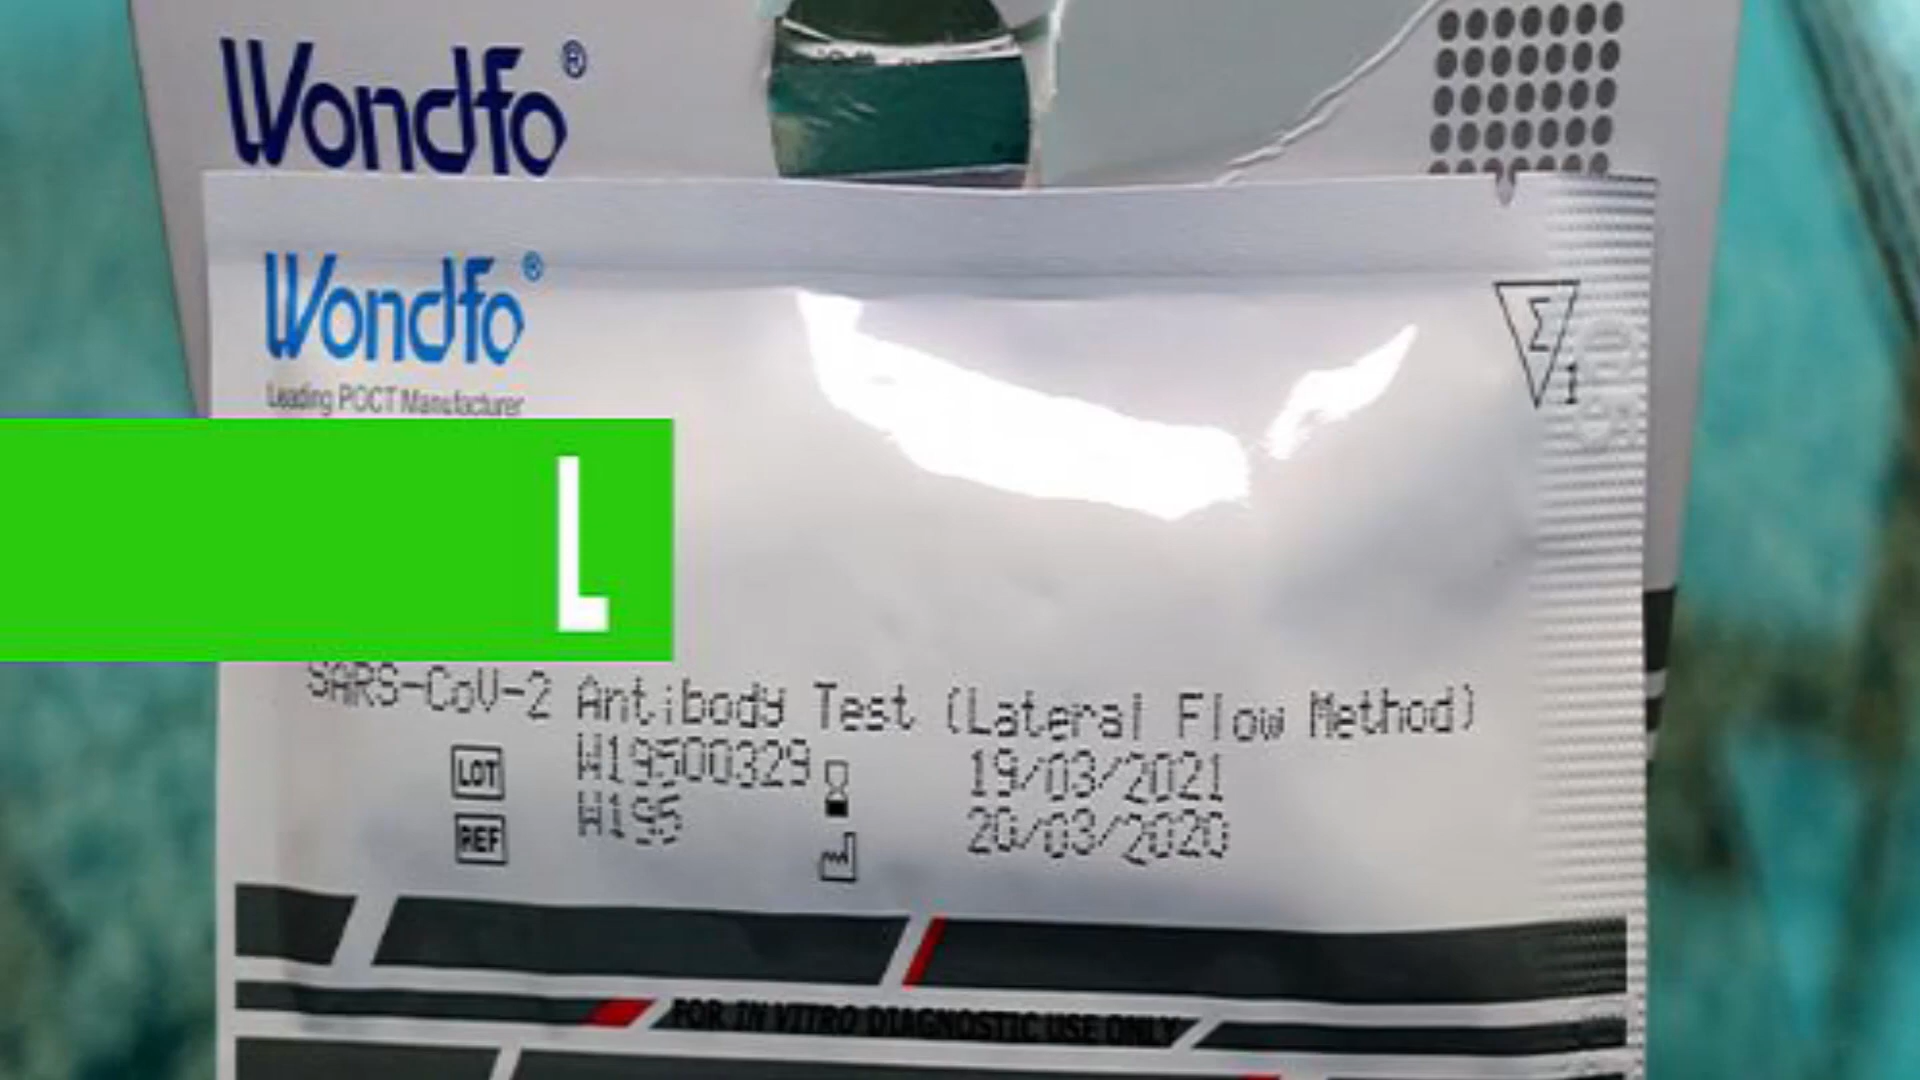 Wondfo®
Wondfo®
Leading POCT Manufacturer
Σ
1
L
SARS-CoV-2 Antibody Test (Lateral Flow Method)
LOT W19500329 19/03/2021
REF W195 20/03/2020
FOR IN VITRO DIAGNOSTIC USE ONLY